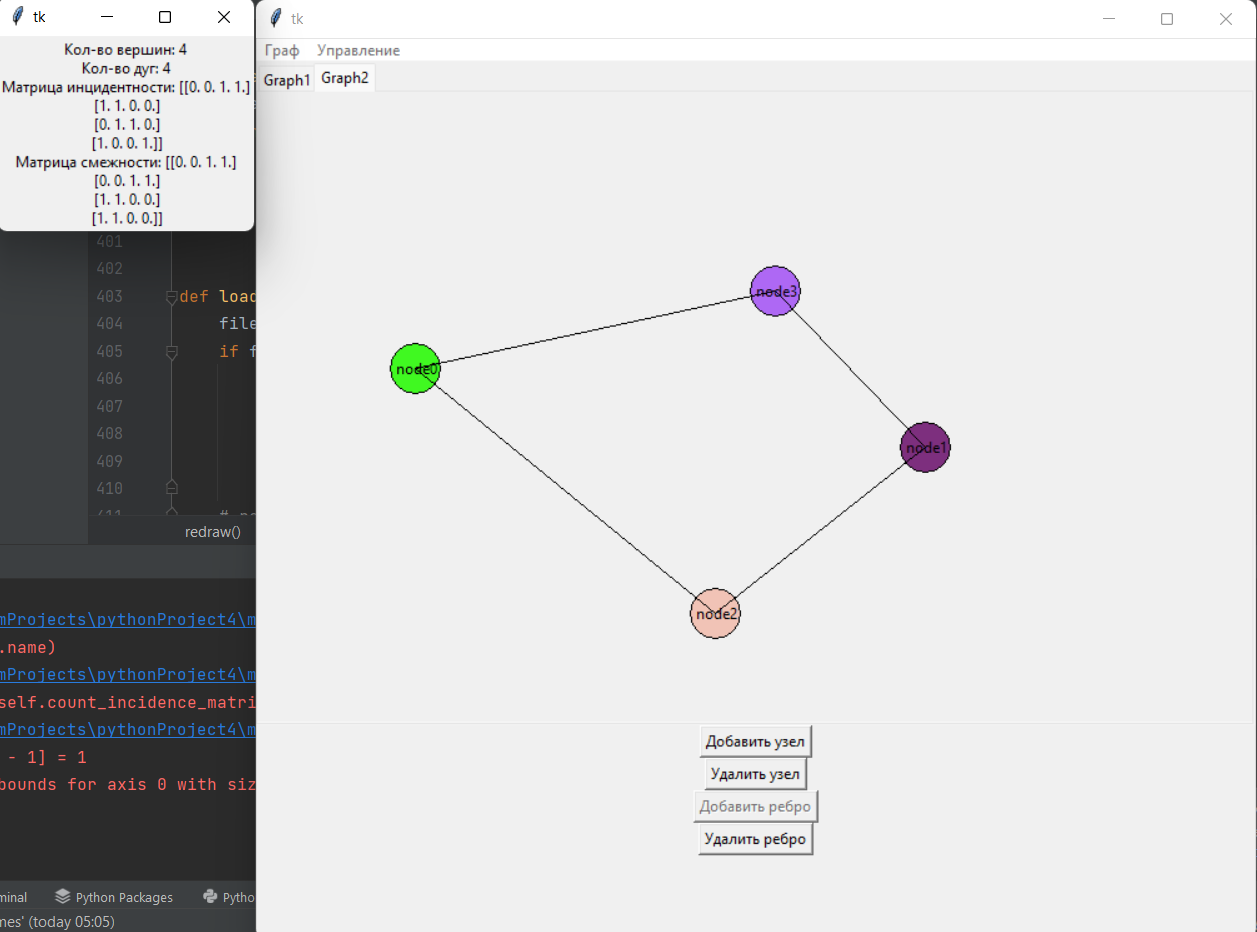 tk
Кол-во вершин: 4
Кол-во дуг: 4
Матрица инцидентности: [[0. 0. 1. 1.]
[1. 1. 0. 0.]
[0. 1. 1. 0.]
[1. 0. 0. 1.]]
Матрица смежности: [[0. 0. 1. 1.]
[0. 0. 1. 1.]
[1. 1. 0. 0.]
[1. 1. 0. 0.]]
401
402
403 def load
404 file
405 if f
406
407
408
409
410
411 #
redraw()
mProjects\pythonProject4\m
.name)
mProjects\pythonProject4\m
self.count_incidence_matri
mProjects\pythonProject4\m
- 1] = 1
bounds for axis 0 with siz
minal Python Packages Pytho
mes' (today 05:05)
tk
Граф Управление
Graph1 Graph2
node3
node0
node1
node2
Добавить узел
Удалить узел
Добавить ребро
Удалить ребро